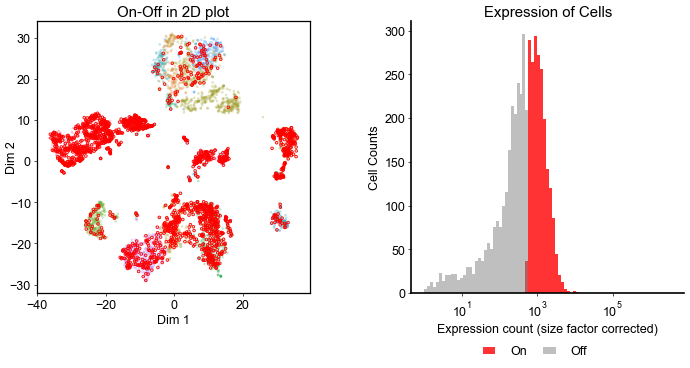 On-Off in 2D plot
Dim 2
30
20
10
0
−10
−20
−30
−40
−20
0
20
Dim 1
Expression of Cells
Cell Counts
300
250
200
150
100
50
0
10^1
10^3
10^5
Expression count (size factor corrected)
On
Off